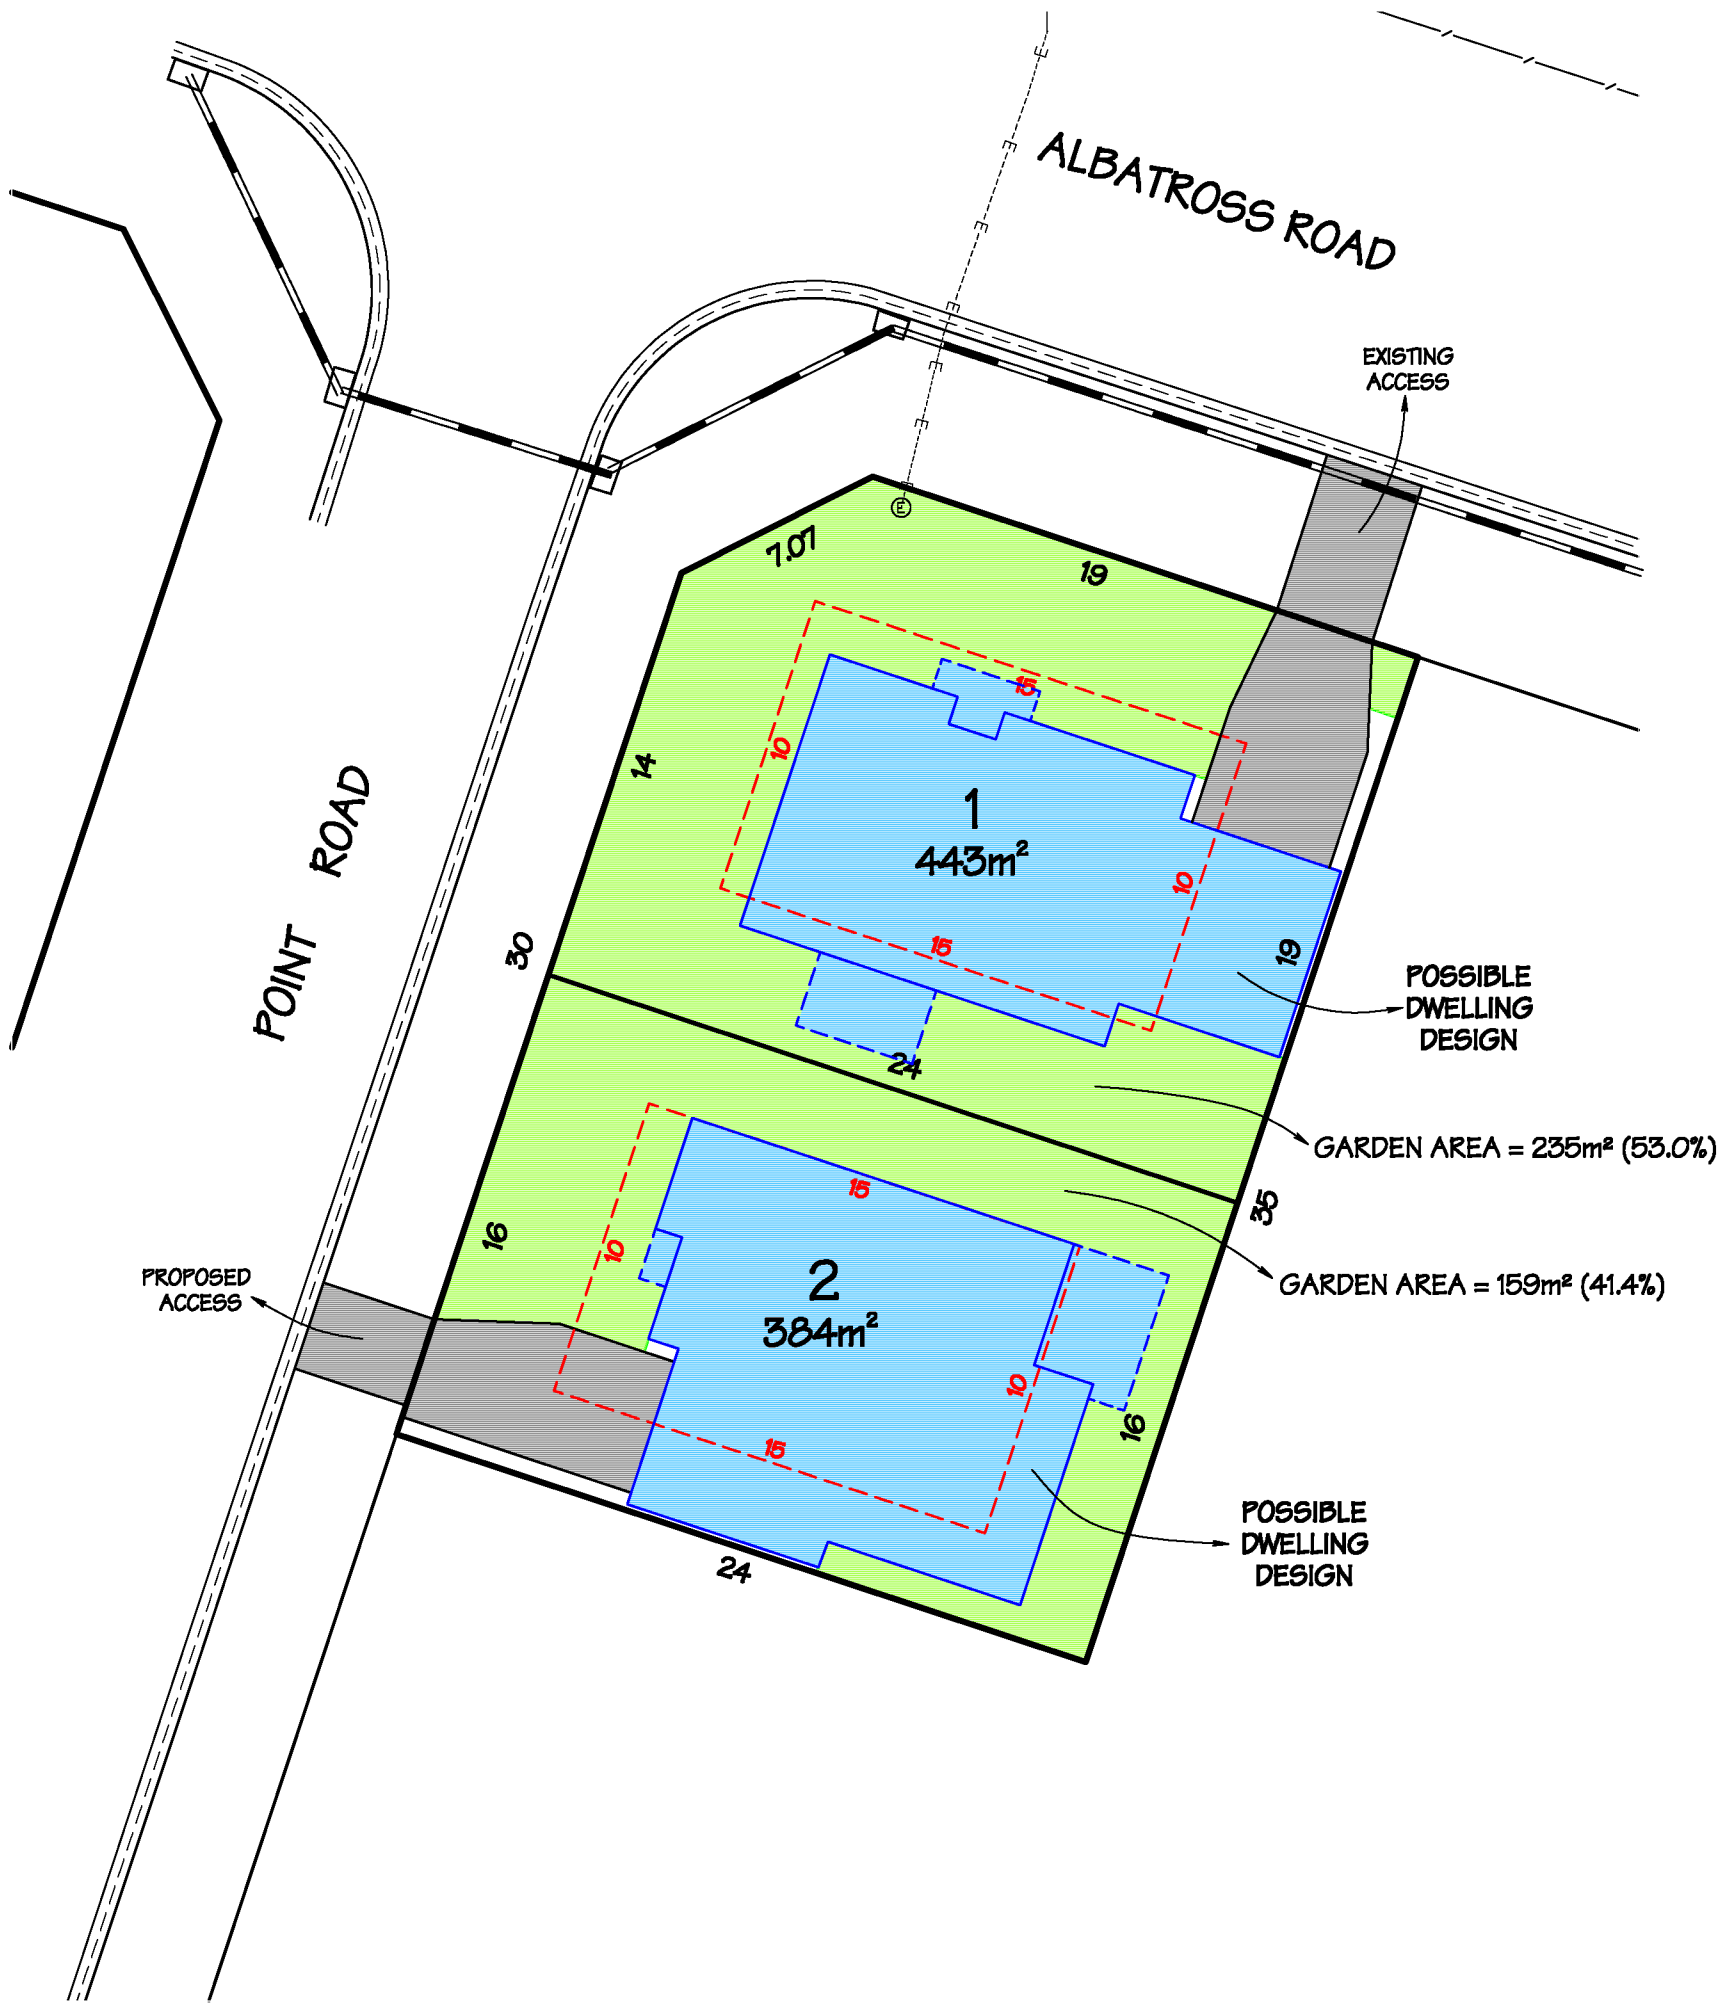 ALBATROSS ROAD
EXISTING
ACCESS
E
7.07
19
15
10
14
1
443m²
10
POINT ROAD
30
15
19
POSSIBLE
DWELLING
DESIGN
24
GARDEN AREA = 235m² (53.0%)
15
35
16
10
PROPOSED
ACCESS
2
384m²
GARDEN AREA = 159m² (41.4%)
10
16
15
POSSIBLE
DWELLING
DESIGN
24